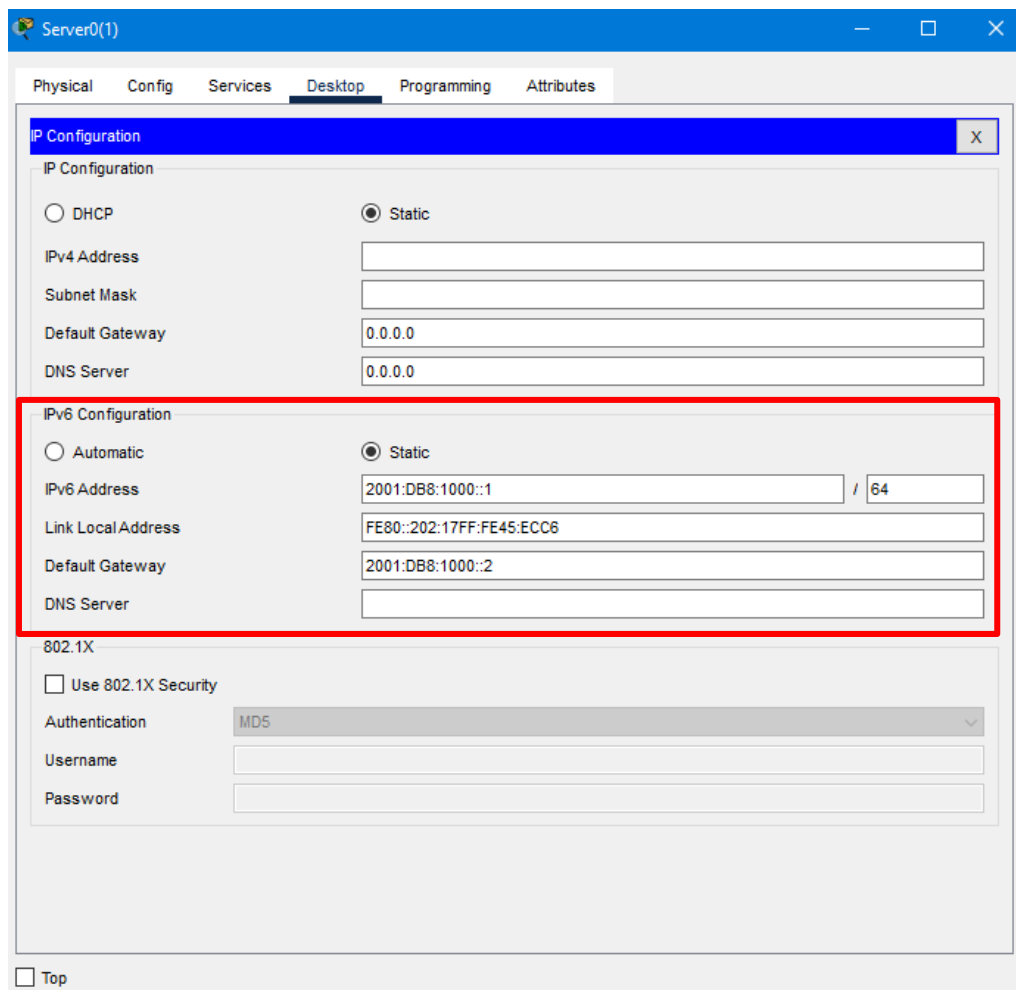 Server0(1)
Physical Config Services Desktop Programming Attributes
IP Configuration X
IP Configuration
DHCP Static
IPv4 Address
Subnet Mask
Default Gateway 0.0.0.0
DNS Server 0.0.0.0
IPv6 Configuration
Automatic Static
IPv6 Address 2001:DB8:1000::1 / 64
Link Local Address FE80::202:17FF:FE45:ECC6
Default Gateway 2001:DB8:1000::2
DNS Server
802.1X
Use 802.1X Security
Authentication MD5
Username
Password
Top